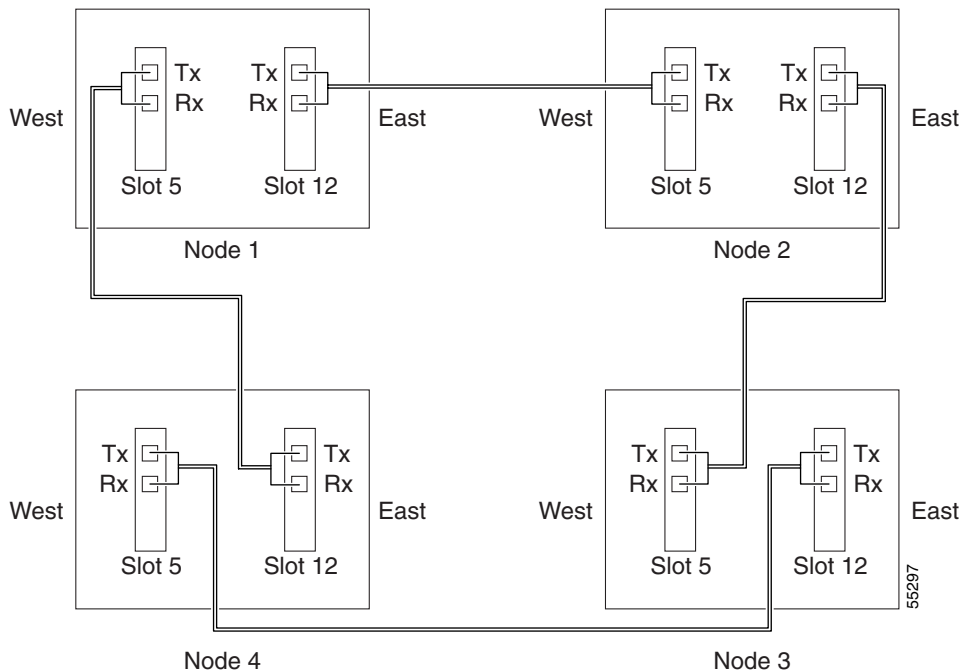 Tx Tx
Rx Rx
West East
Slot 5 Slot 12
Node 1
Tx Tx
Rx Rx
West East
Slot 5 Slot 12
Node 2
Tx Tx
Rx Rx
West East
Slot 5 Slot 12
Node 4
Tx Tx
Rx Rx
West East
Slot 5 Slot 12
Node 3
55297